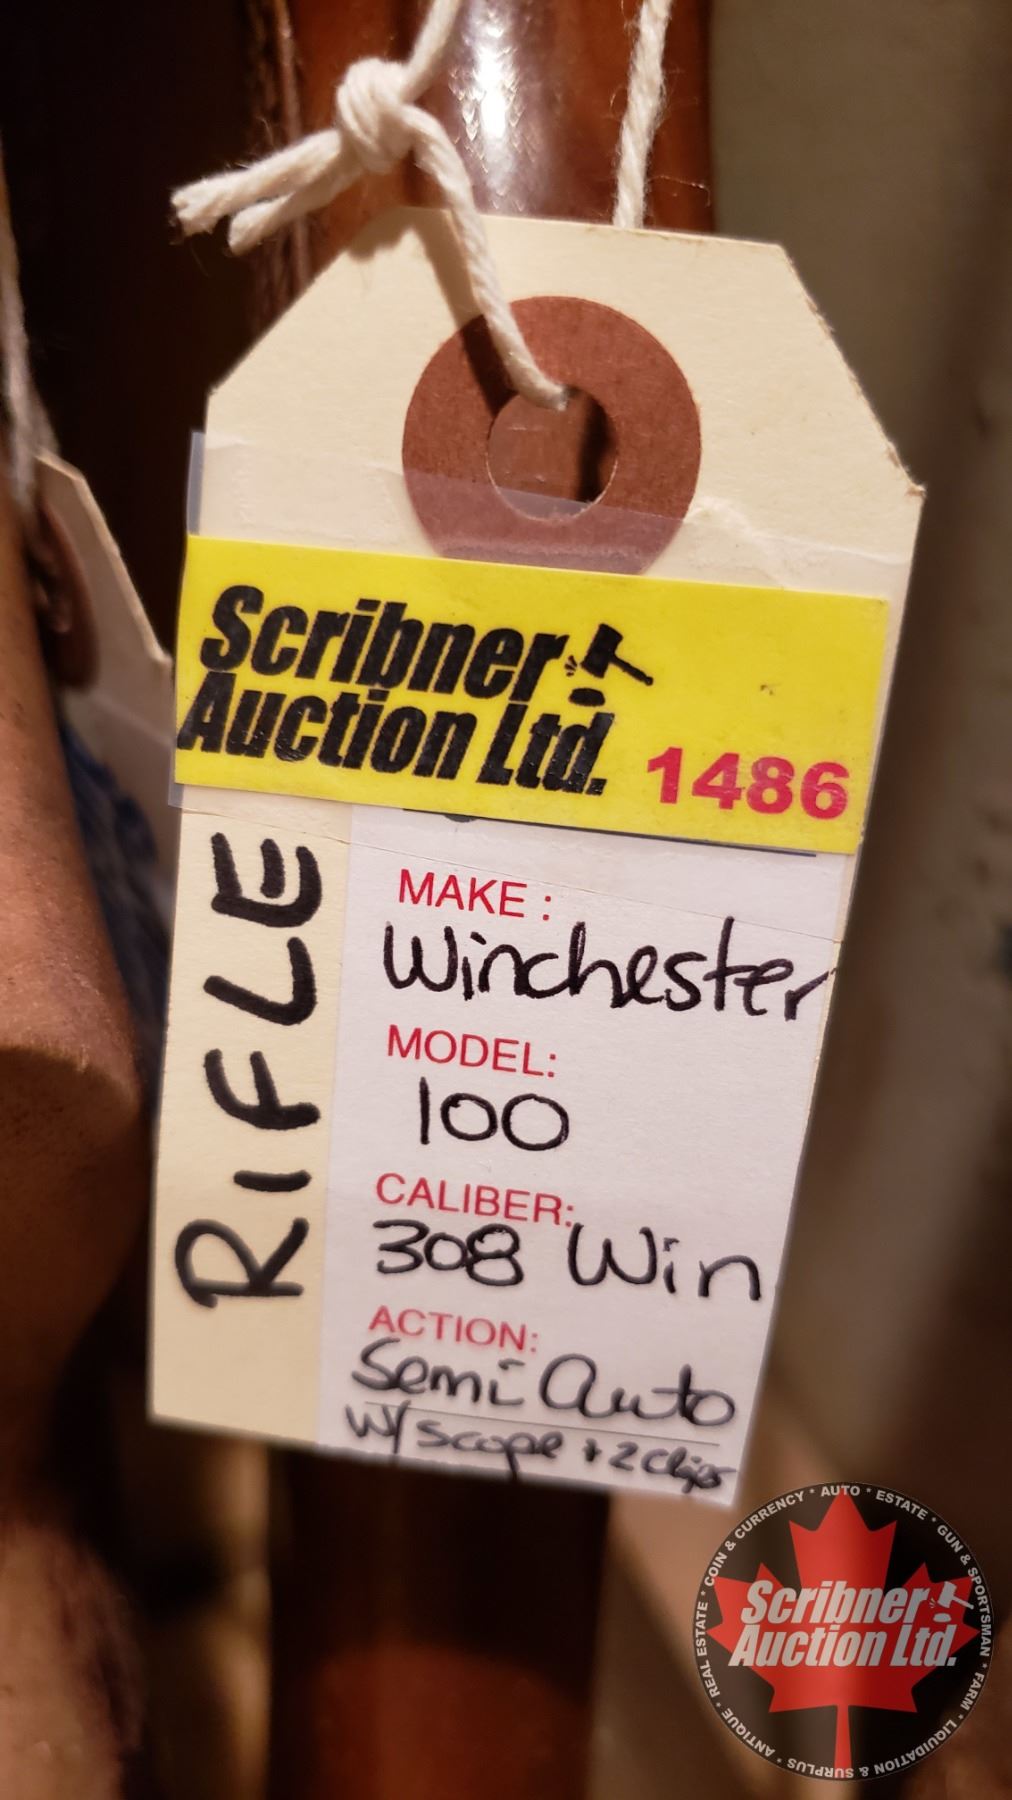 Scribner
Auction Ltd.
1486
RIFLE
MAKE :
Winchester
MODEL:
100
CALIBER:
308 Win
ACTION:
Semi Auto
W/ Scope + 2 Clips
COIN & CURRENCY * AUTO * ESTATE * GUN & SPORTSMAN * FARM * LIQUIDATION & SURPLUS * ANTIQUE * REAL ESTATE *
Scribner
Auction Ltd.